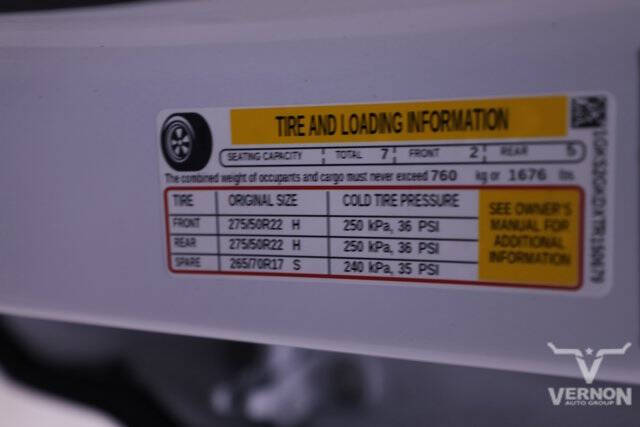 TIRE AND LOADING INFORMATION
SEATING CAPACITY TOTAL 7 FRONT 2 REAR 5
The combined weight of occupants and cargo must never exceed 760 kg or 1676 lbs.
TIRE ORIGINAL SIZE COLD TIRE PRESSURE
FRONT 275/50R22 H 250 kPa, 36 PSI
REAR 275/50R22 H 250 kPa, 36 PSI
SPARE 265/70R17 S 240 kPa, 35 PSI
SEE OWNER'S
MANUAL FOR
ADDITIONAL
INFORMATION
VERNON
AUTO GROUP